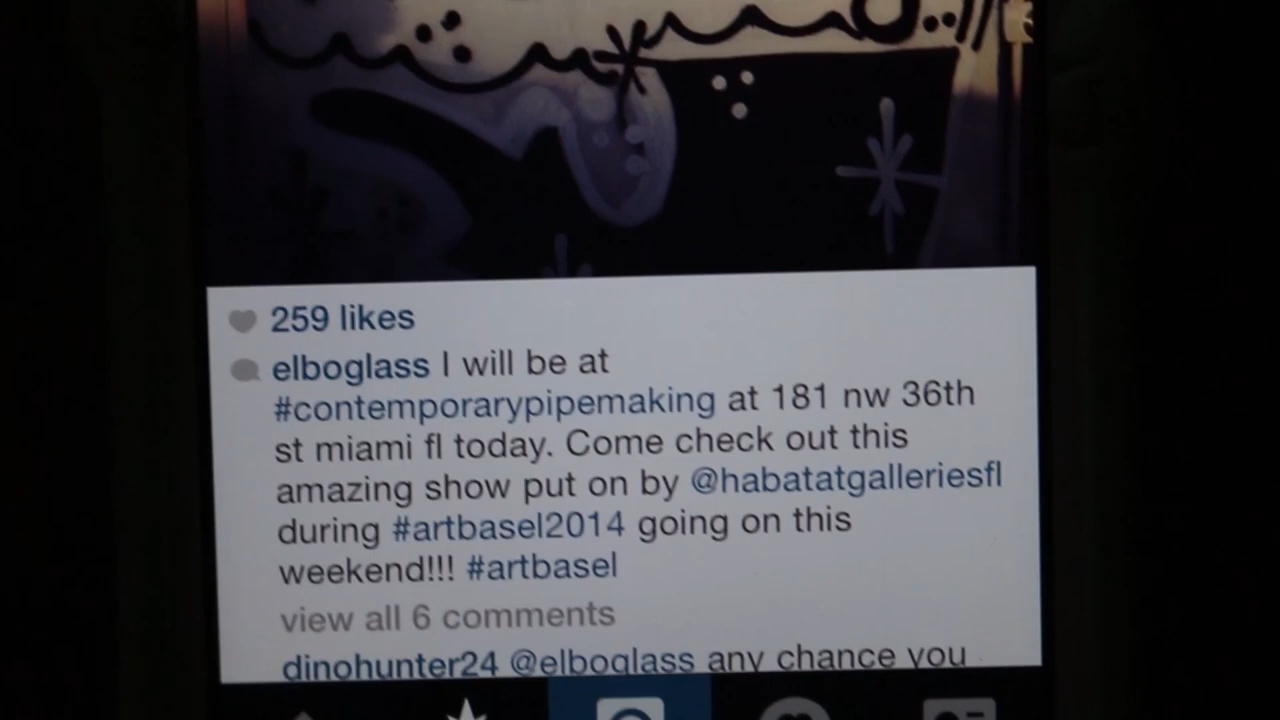 259 likes
elboglass I will be at
#contemporarypipemaking at 181 nw 36th
st miami fl today. Come check out this
amazing show put on by @habatatgalleriesfl
during #artbasel2014 going on this
weekend!!! #artbasel
view all 6 comments
dinohunter24 @elboglass any chance you